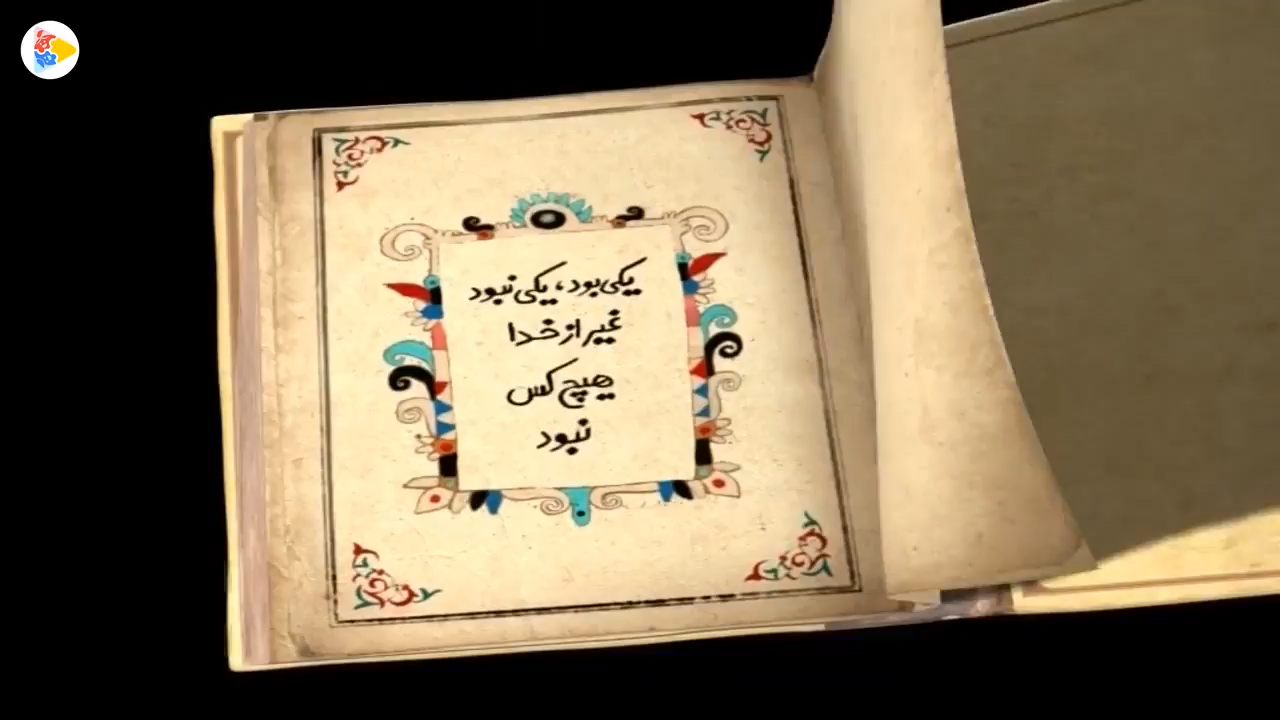 یکی بود، یکی نبود
غیر از خدا
هیچ کس
نبود